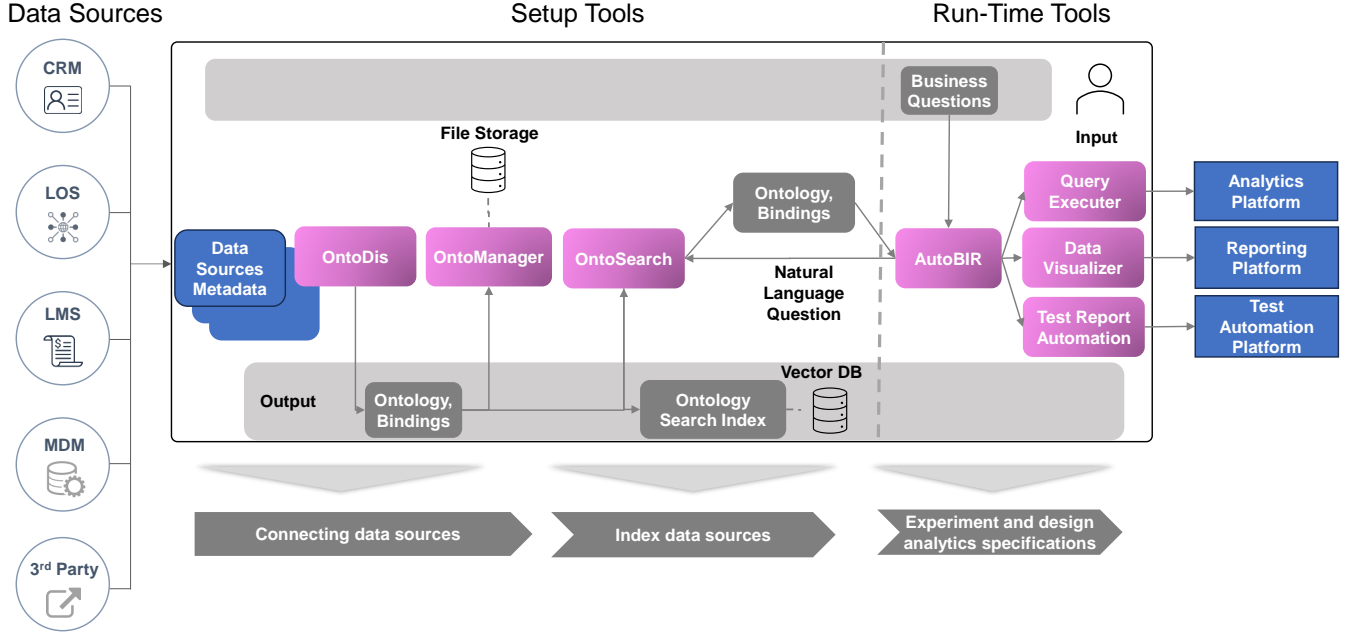 Data Sources
Setup Tools
Run-Time Tools
CRM
LOS
LMS
MDM
3rd Party
Business
Questions
Input
File Storage
Data
Sources
Metadata
OntoDis
OntoManager
OntoSearch
Ontology,
Bindings
Natural
Language
Question
AutoBIR
Query
Executer
Data
Visualizer
Test Report
Automation
Analytics
Platform
Reporting
Platform
Test
Automation
Platform
Output
Ontology,
Bindings
Ontology
Search Index
Vector DB
Connecting data sources
Index data sources
Experiment and design
analytics specifications